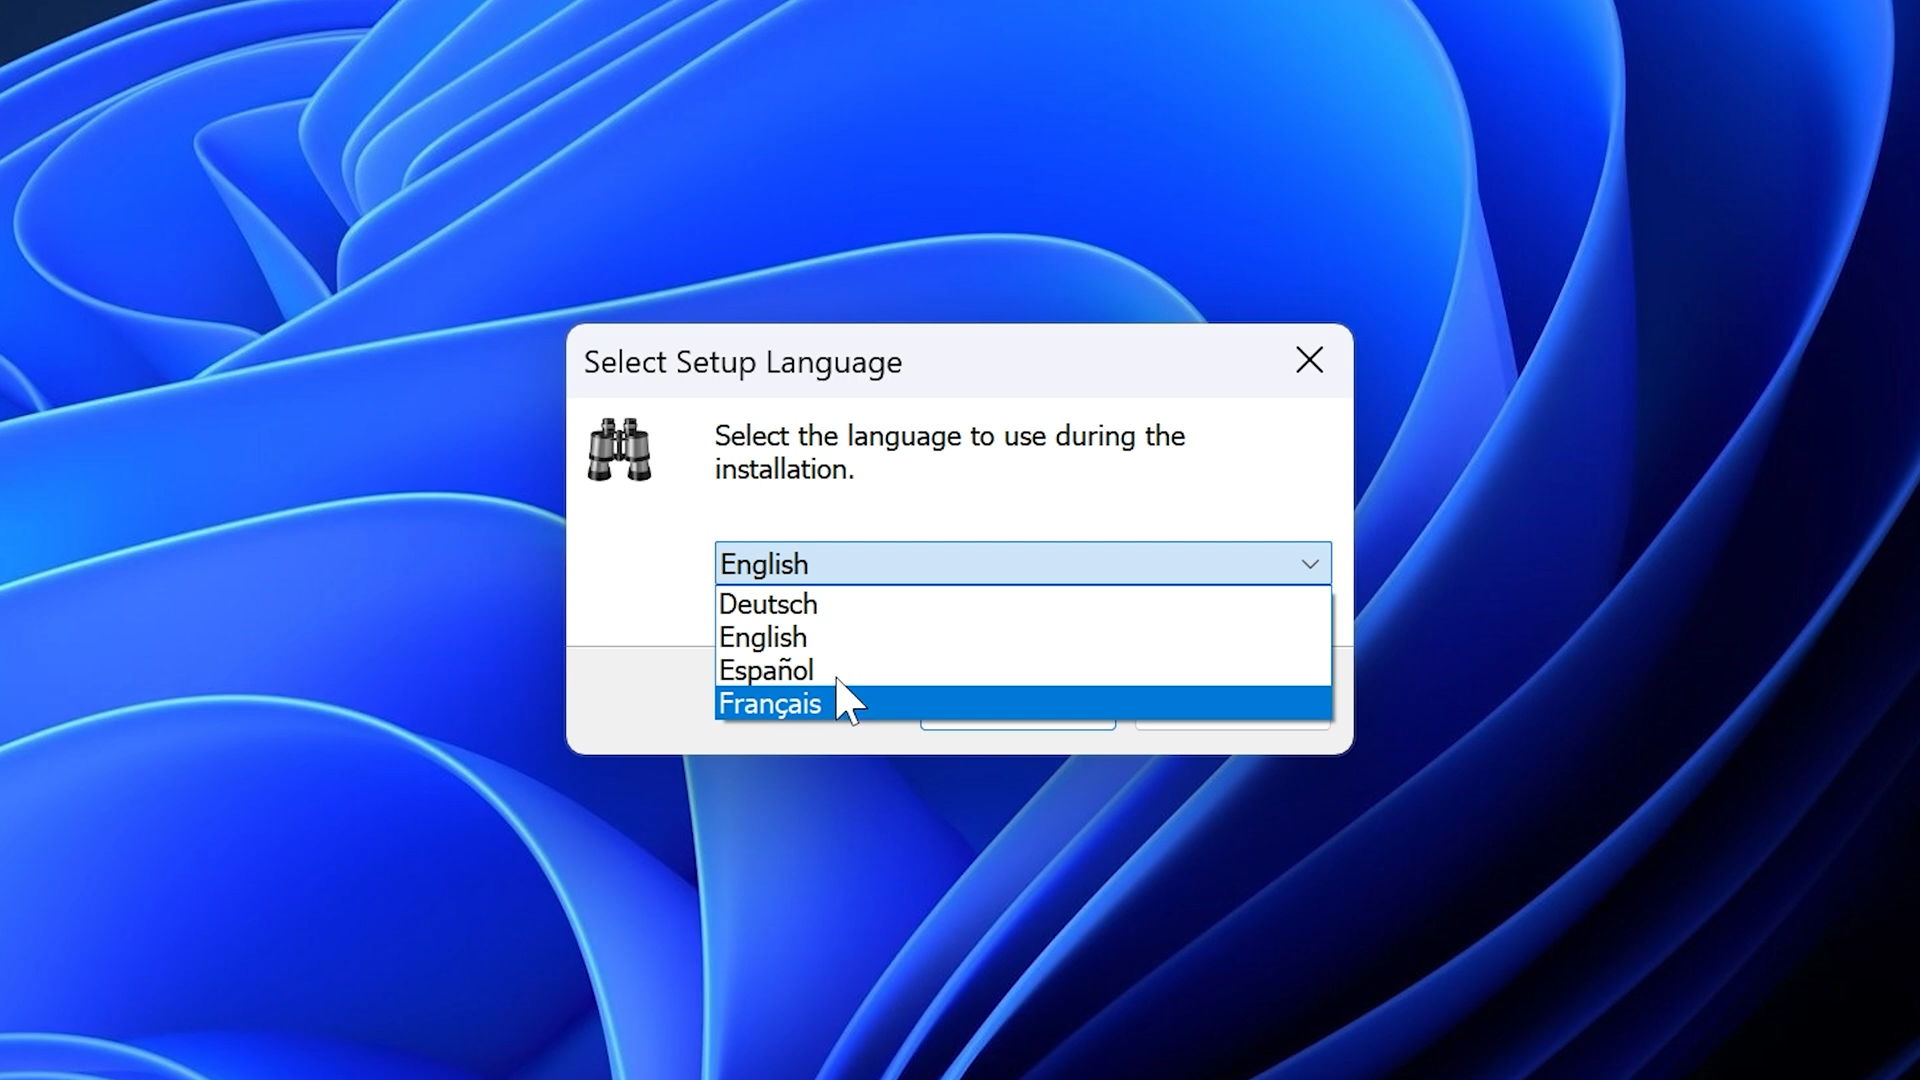 Select Setup Language
Select the language to use during the
installation.
English
Deutsch
English
Español
Français